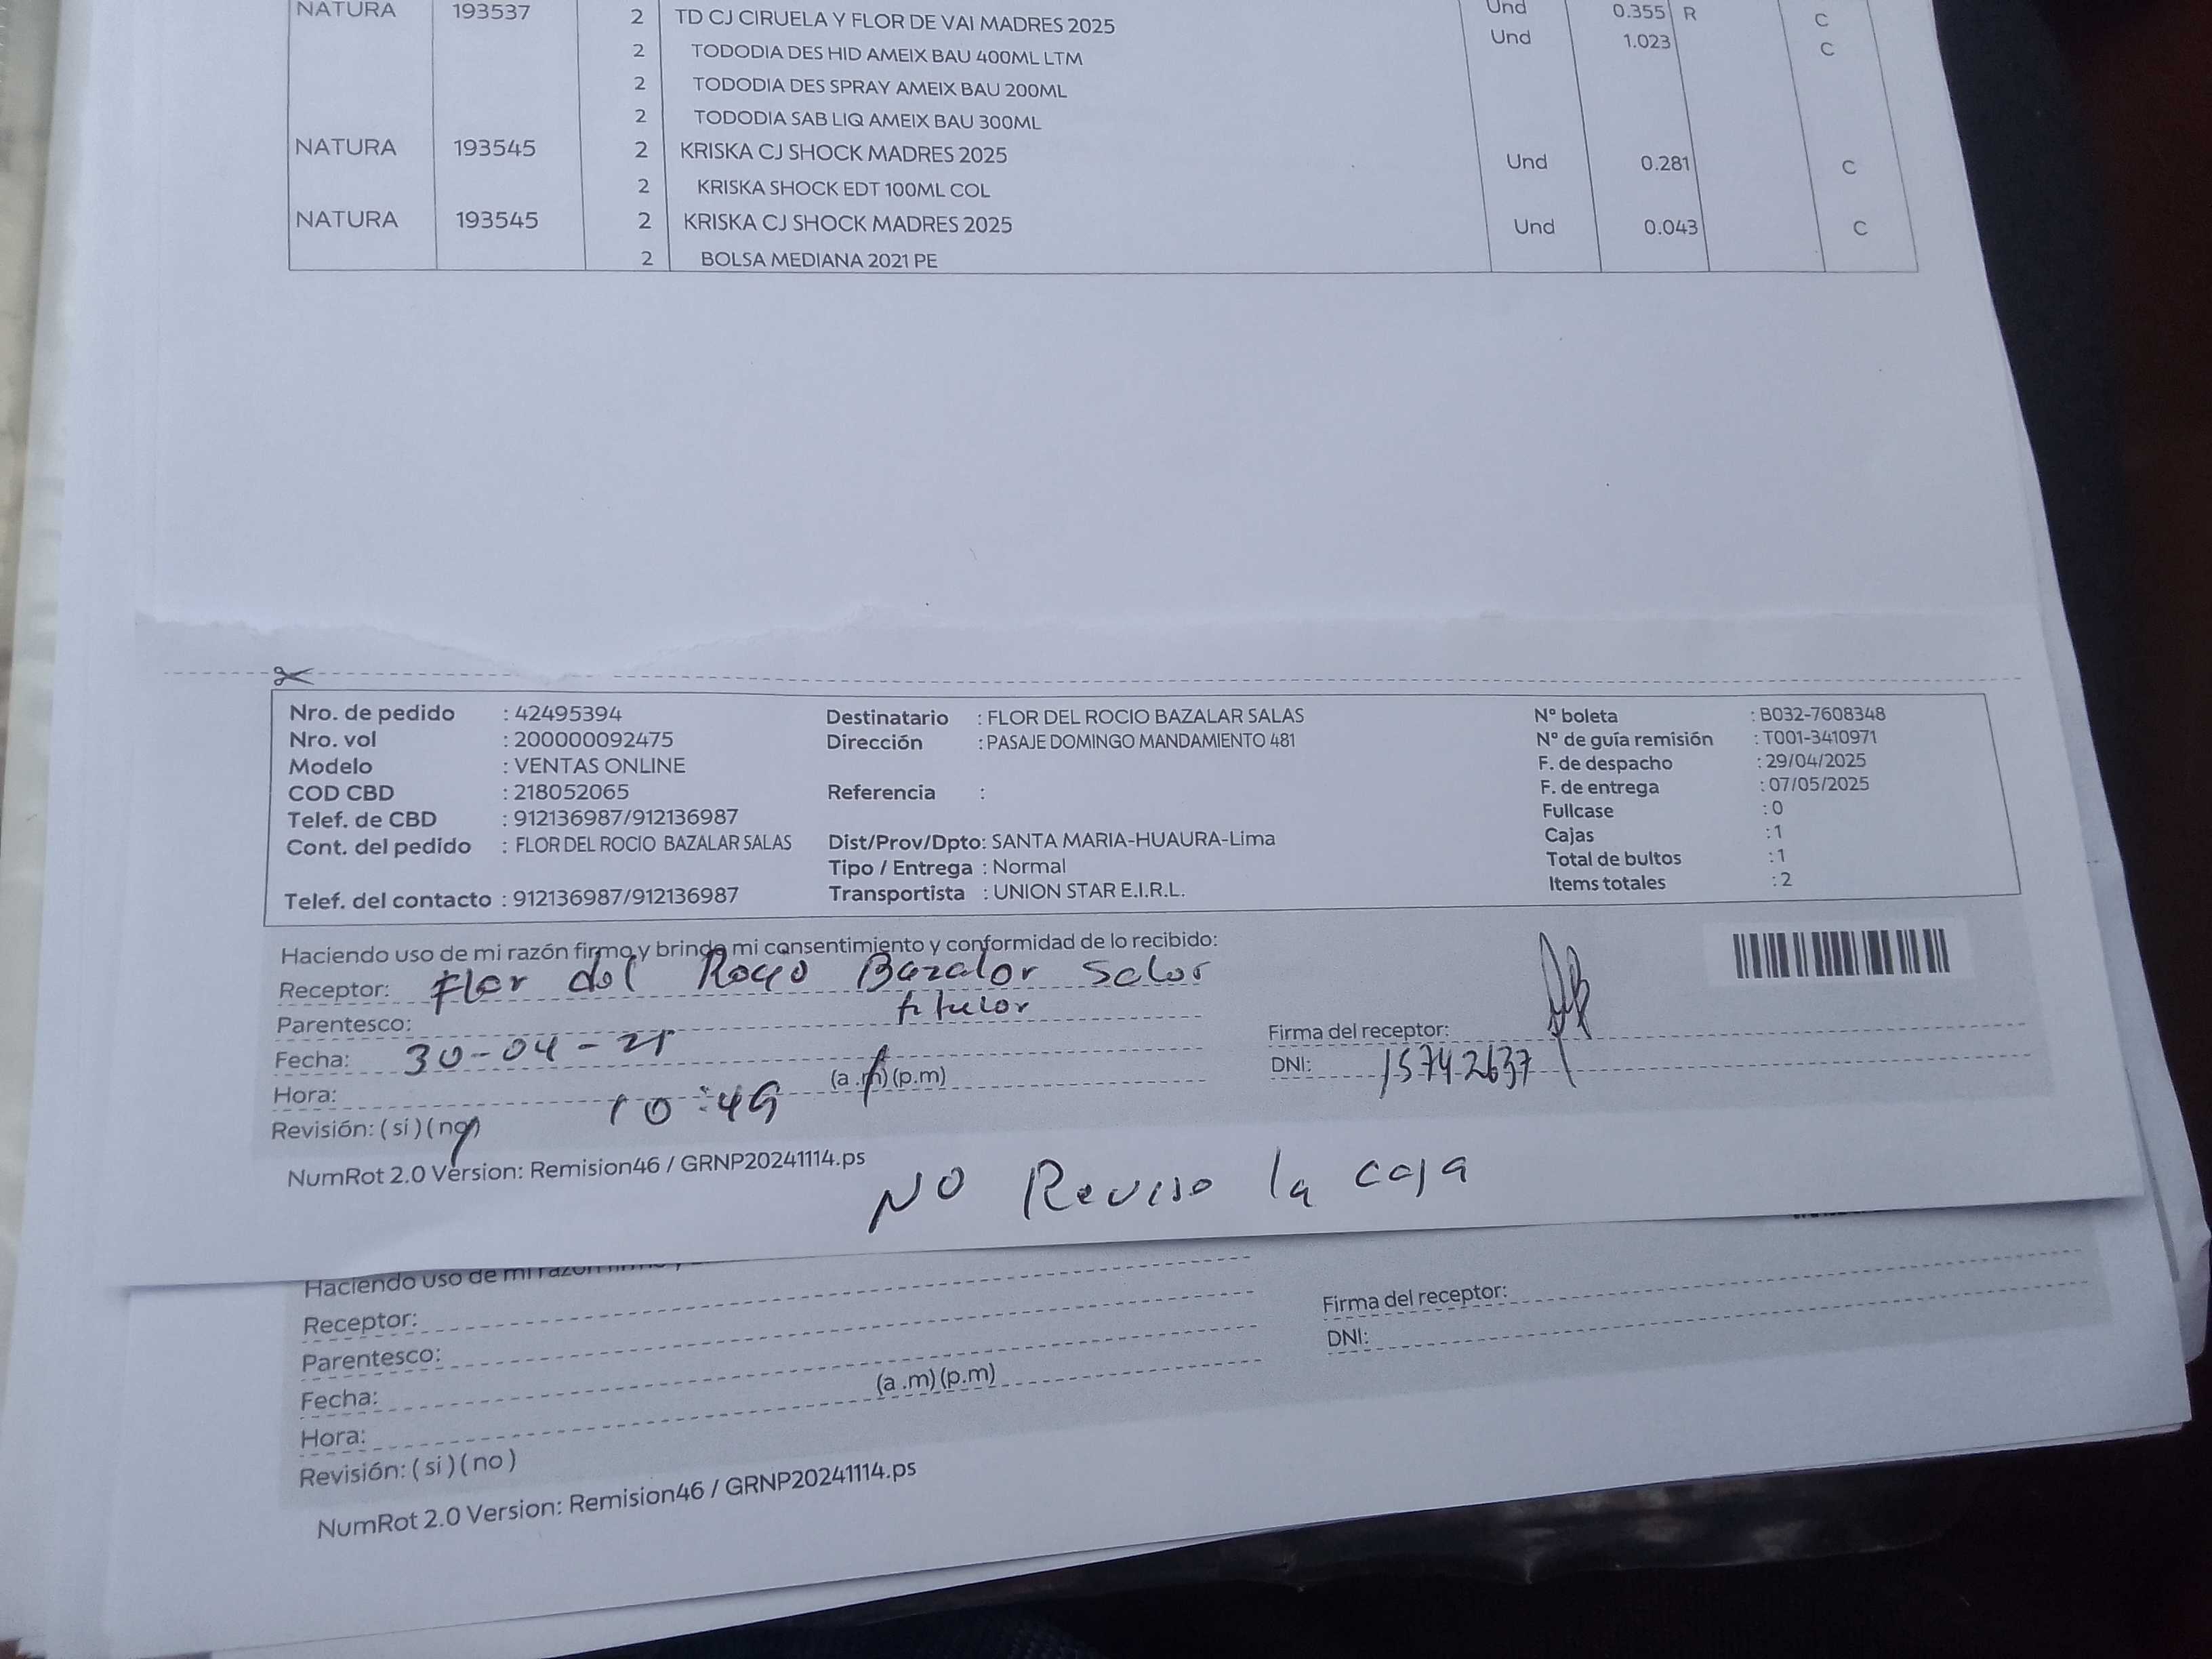 NATURA 193537 2 TD CJ CIRUELA Y FLOR DE VAI MADRES 2025 Und 0.355 R C
2 TODODIA DES HID AMEIX BAU 400ML LTM Und 1.023 C
2 TODODIA DES SPRAY AMEIX BAU 200ML
2 TODODIA SAB LIQ AMEIX BAU 300ML
NATURA 193545 2 KRISKA CJ SHOCK MADRES 2025 Und 0.281 C
2 KRISKA SHOCK EDT 100ML COL
NATURA 193545 2 KRISKA CJ SHOCK MADRES 2025 Und 0.043 C
2 BOLSA MEDIANA 2021 PE
Nro. de pedido : 42495394 Destinatario : FLOR DEL ROCIO BAZALAR SALAS N° boleta : B032-7608348
Nro. vol : 200000092475 Dirección : PASAJE DOMINGO MANDAMIENTO 481 N° de guía remisión : T001-3410971
Modelo : VENTAS ONLINE F. de despacho : 29/04/2025
COD CBD : 218052065 Referencia : F. de entrega : 07/05/2025
Telef. de CBD : 912136987/912136987 Fullcase : 0
Cont. del pedido : FLOR DEL ROCIO BAZALAR SALAS Dist/Prov/Dpto: SANTA MARIA-HUAURA-Lima Cajas : 1
Tipo / Entrega : Normal Total de bultos : 1
Telef. del contacto : 912136987/912136987 Transportista : UNION STAR E.I.R.L. Items totales : 2
Haciendo uso de mi razón firmo y brindo mi consentimiento y conformidad de lo recibido:
Receptor: Flor del Rocio Bazalar Salas
Parentesco: titular
Firma del receptor:
Fecha: 30-04-25
DNI: 15742637
Hora: 10:49 (a .m) (p.m)
Revisión: ( si ) ( no )
NumRot 2.0 Version: Remision46 / GRNP20241114.ps
NO Reviso la caja
Haciendo uso de mi razón
Receptor: Firma del receptor:
Parentesco: DNI:
Fecha:
Hora: (a .m) (p.m)
Revisión: ( si ) ( no )
NumRot 2.0 Version: Remision46 / GRNP20241114.ps